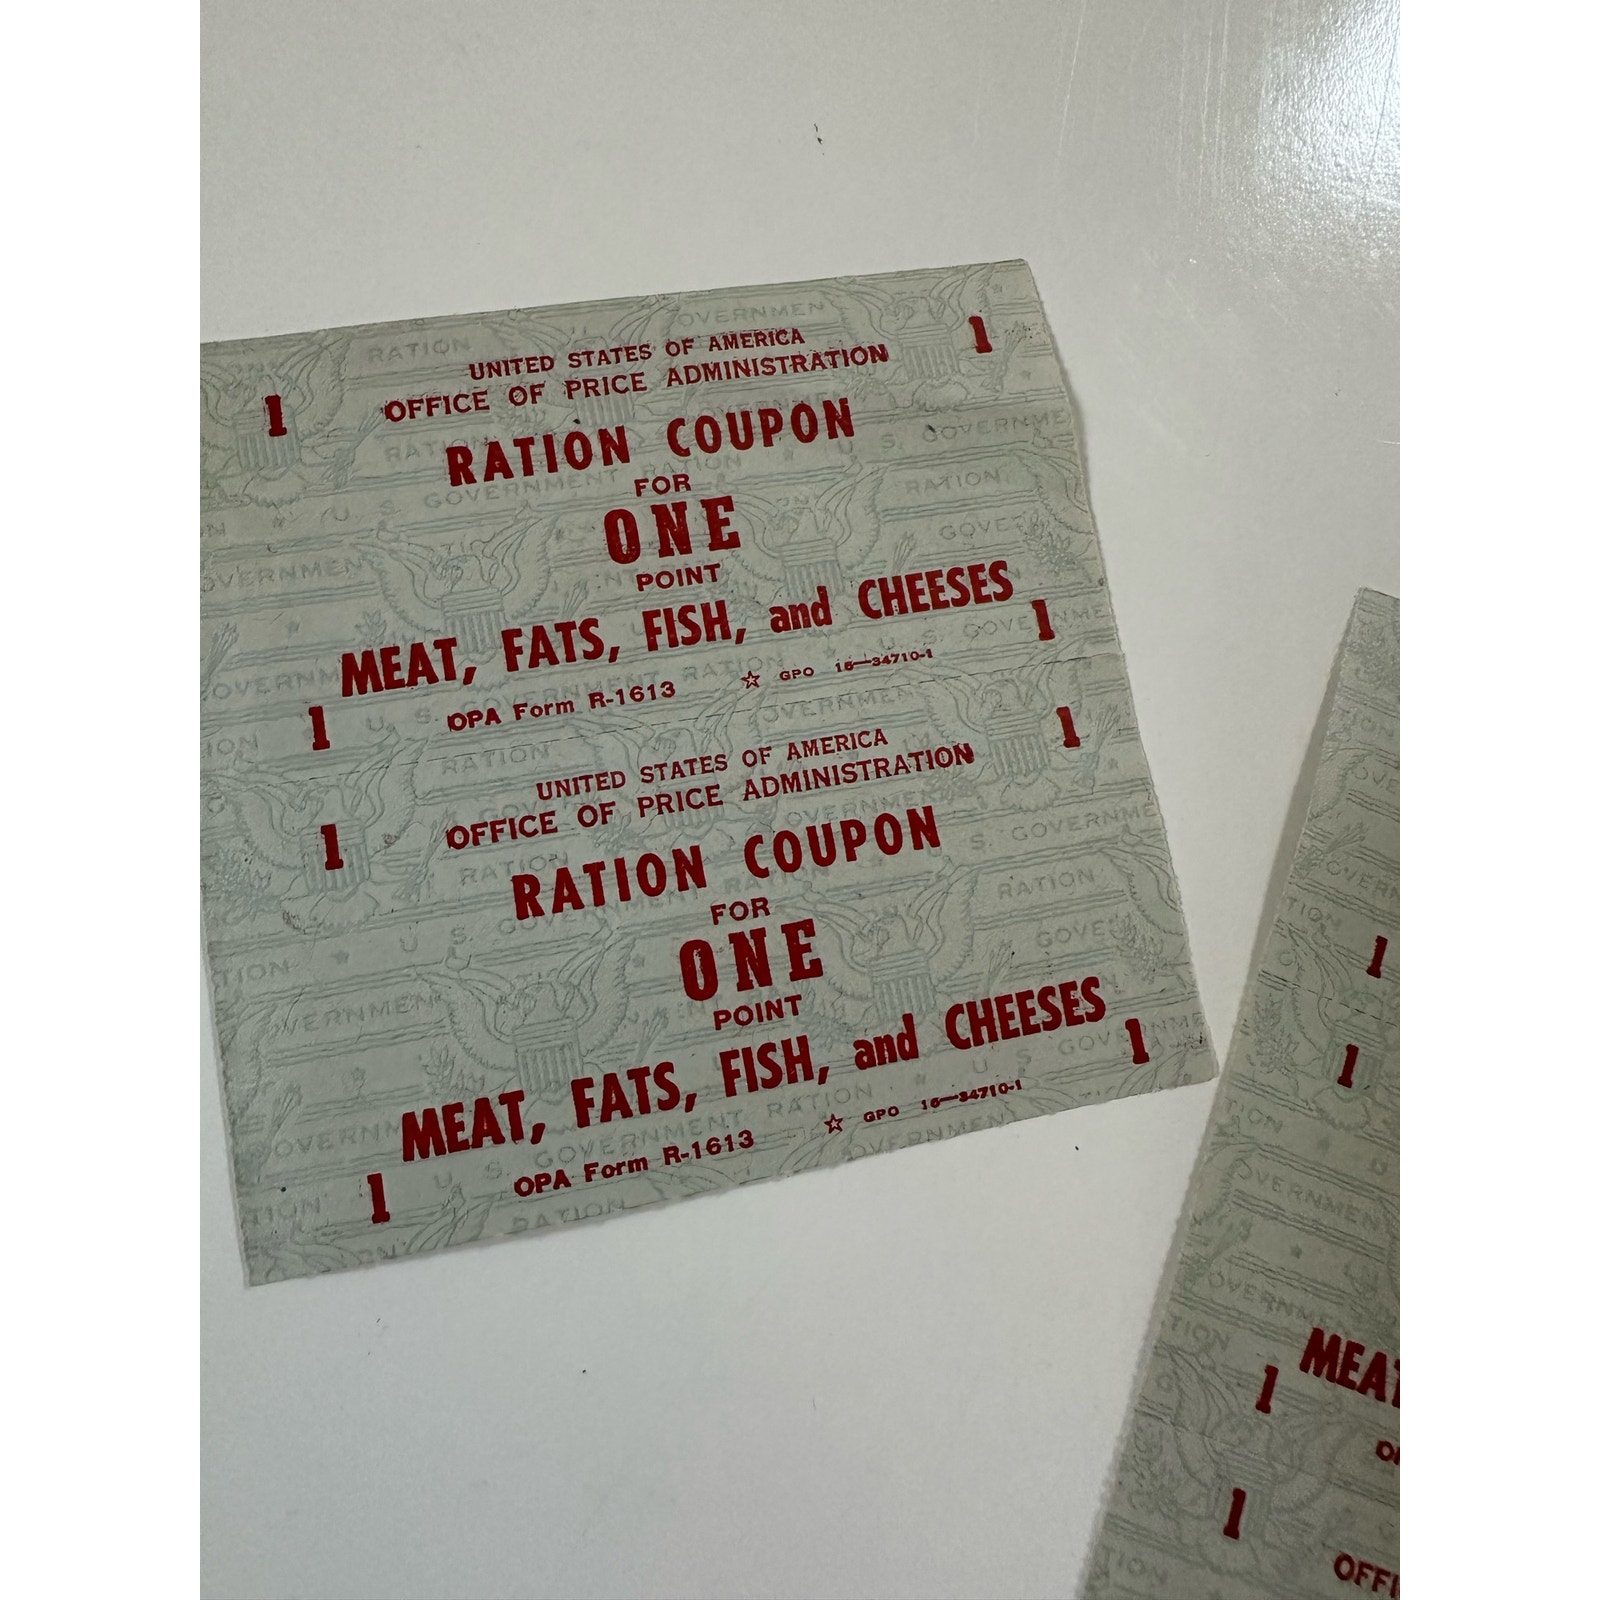 1 UNITED STATES OF AMERICA 1
OFFICE OF PRICE ADMINISTRATION
RATION COUPON
FOR
ONE
POINT
MEAT, FATS, FISH, and CHEESES
1 OPA Form R-1613 ☆ GPO 16—34710-1 1
1 UNITED STATES OF AMERICA 1
OFFICE OF PRICE ADMINISTRATION
RATION COUPON
FOR
ONE
POINT
MEAT, FATS, FISH, and CHEESES
1 OPA Form R-1613 ☆ GPO 16—34710-1 1
1
1
MEAT
1
1
OFFI